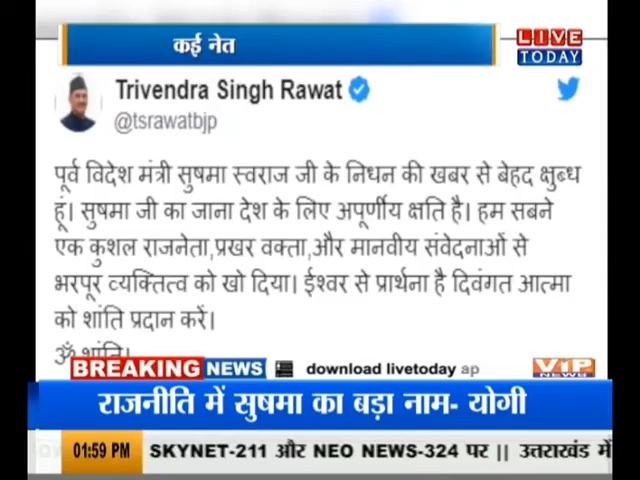 कई नेत
LIVE
TODAY
Trivendra Singh Rawat
@tsrawatbjp
पूर्व विदेश मंत्री सुषमा स्वराज जी के निधन की खबर से बेहद क्षुब्ध
हूं। सुषमा जी का जाना देश के लिए अपूर्णीय क्षति है। हम सबने
एक कुशल राजनेता,प्रखर वक्ता,और मानवीय संवेदनाओं से
भरपूर व्यक्तित्व को खो दिया। ईश्वर से प्रार्थना है दिवंगत आत्मा
को शांति प्रदान करें।
ॐ शांति।
BREAKING NEWS
download livetoday ap
VIP
NEWS
राजनीति में सुषमा का बड़ा नाम- योगी
01:59 PM
SKYNET-211 और NEO NEWS-324 पर || उत्तराखंड में